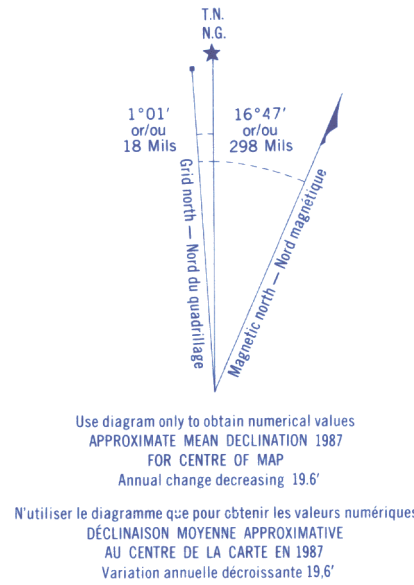 T.N.
N.G.
1°01′
or/ou
18 Mils
16°47′
or/ou
298 Mils
Grid north — Nord du quadrillage
Magnetic north — Nord magnétique
Use diagram only to obtain numerical values
APPROXIMATE MEAN DECLINATION 1987
FOR CENTRE OF MAP
Annual change decreasing 19.6′
N'utiliser le diagramme que pour obtenir les valeurs numériques
DÉCLINAISON MOYENNE APPROXIMATIVE
AU CENTRE DE LA CARTE EN 1987
Variation annuelle décroissante 19,6′